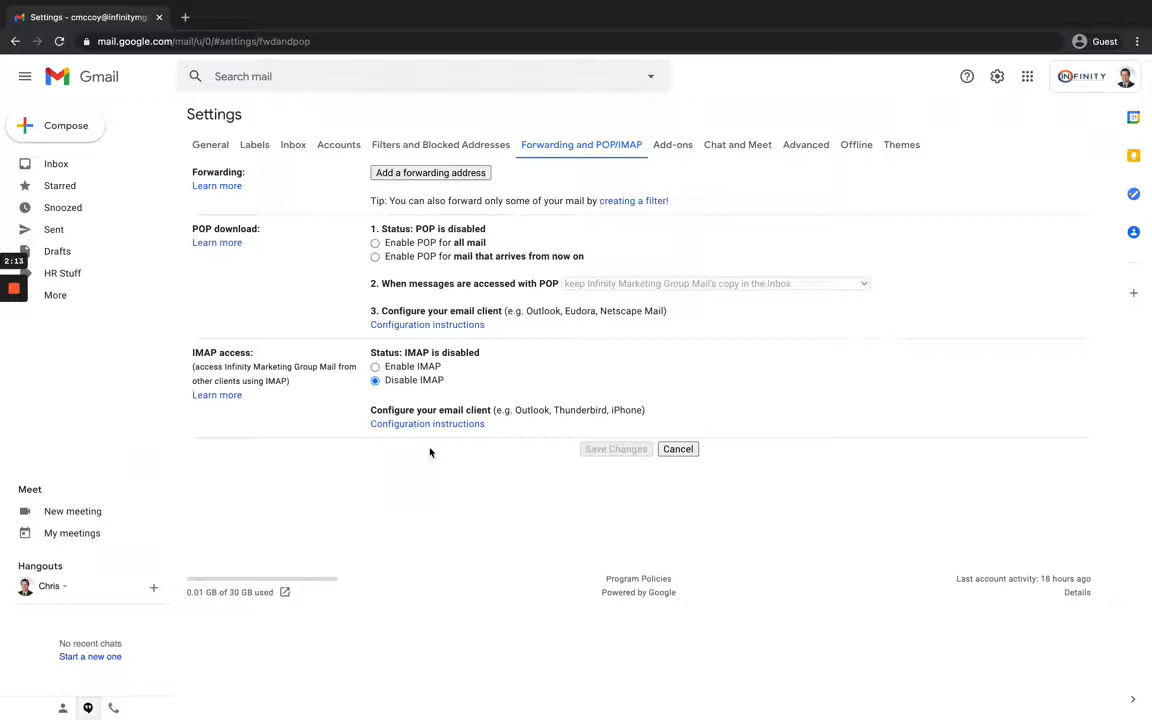 Settings - cmccoy@infinitymg
mail.google.com/mail/u/0/#settings/fwdandpop
Guest
Gmail
Search mail
INFINITY
Compose
Inbox
Starred
Snoozed
Sent
Drafts
HR Stuff
More
2:13
Settings
General Labels Inbox Accounts Filters and Blocked Addresses Forwarding and POP/IMAP Add-ons Chat and Meet Advanced Offline Themes
Forwarding:
Learn more
Add a forwarding address
Tip: You can also forward only some of your mail by creating a filter!
POP download:
Learn more
1. Status: POP is disabled
Enable POP for all mail
Enable POP for mail that arrives from now on
2. When messages are accessed with POP keep Infinity Marketing Group Mail's copy in the Inbox
3. Configure your email client (e.g. Outlook, Eudora, Netscape Mail)
Configuration instructions
IMAP access:
(access Infinity Marketing Group Mail from
other clients using IMAP)
Learn more
Status: IMAP is disabled
Enable IMAP
Disable IMAP
Configure your email client (e.g. Outlook, Thunderbird, iPhone)
Configuration instructions
Save Changes Cancel
Meet
New meeting
My meetings
Hangouts
Chris
No recent chats
Start a new one
0.01 GB of 30 GB used
Program Policies
Powered by Google
Last account activity: 18 hours ago
Details